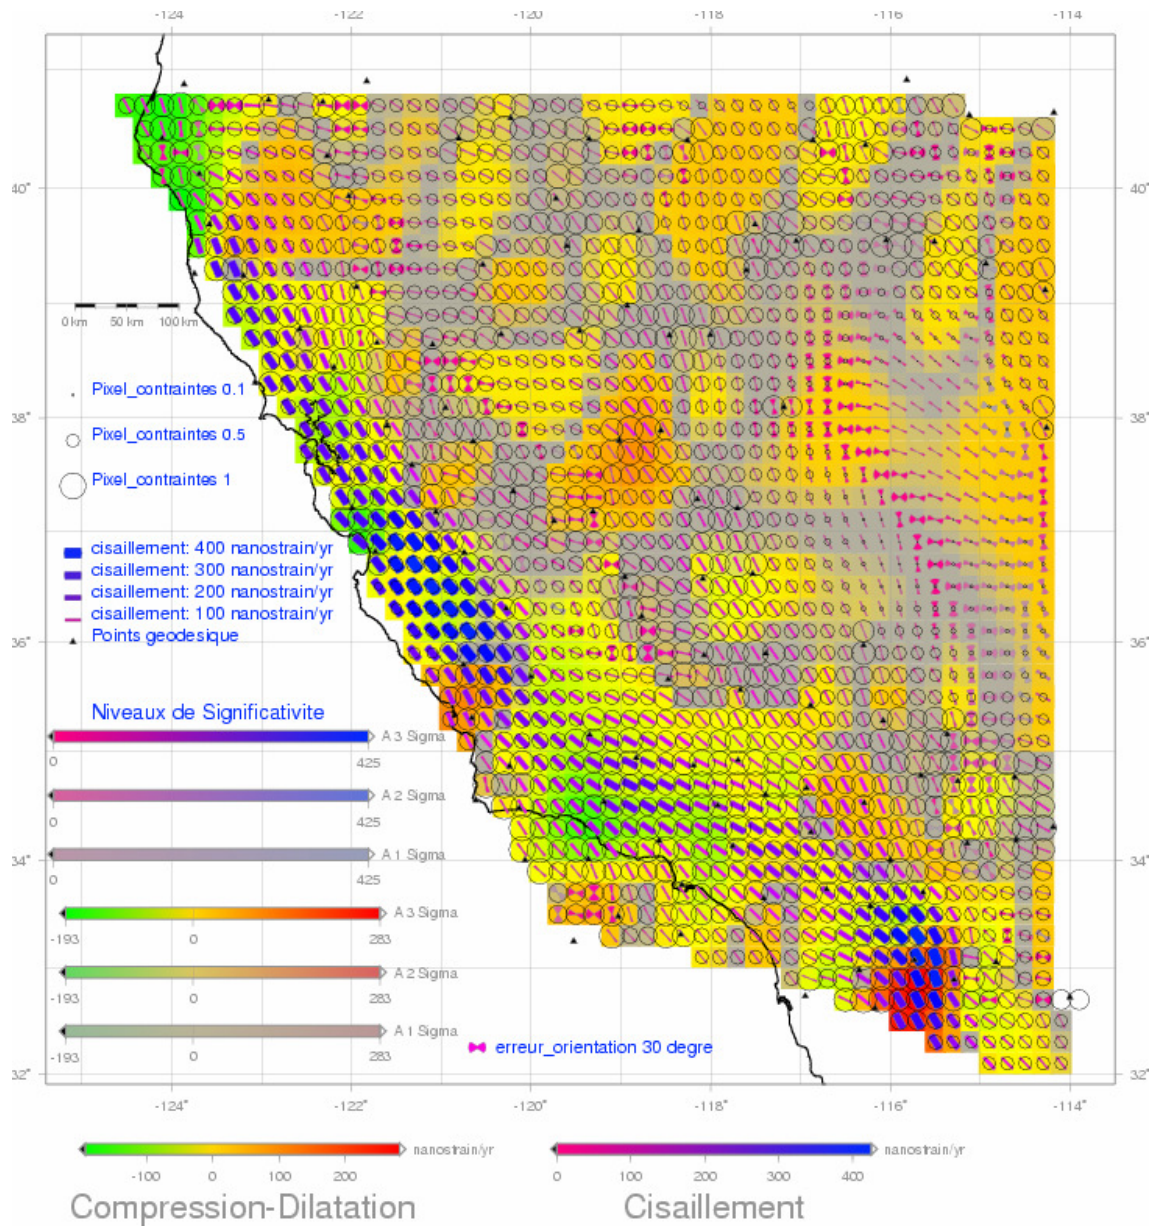 -124 -122 -120 -118 -116 -114
40° 40°
0 km 50 km 100 km
Pixel_contraintes 0.1
38° 38°
Pixel_contraintes 0.5
Pixel_contraintes 1
cisaillement: 400 nanostrain/yr
cisaillement: 300 nanostrain/yr
cisaillement: 200 nanostrain/yr
cisaillement: 100 nanostrain/yr
Points geodesique
36° 36°
Niveaux de Significativite
A 3 Sigma
0 425
A 2 Sigma
0 425
A 1 Sigma
0 425
34° 34°
A 3 Sigma
-193 0 283
A 2 Sigma
-193 0 283
A 1 Sigma
-193 0 283
erreur_orientation 30 degre
32° 32°
-124° -122° -120° -118° -116° -114°
nanostrain/yr nanostrain/yr
-100 0 100 200 0 100 200 300 400
Compression-Dilatation Cisaillement